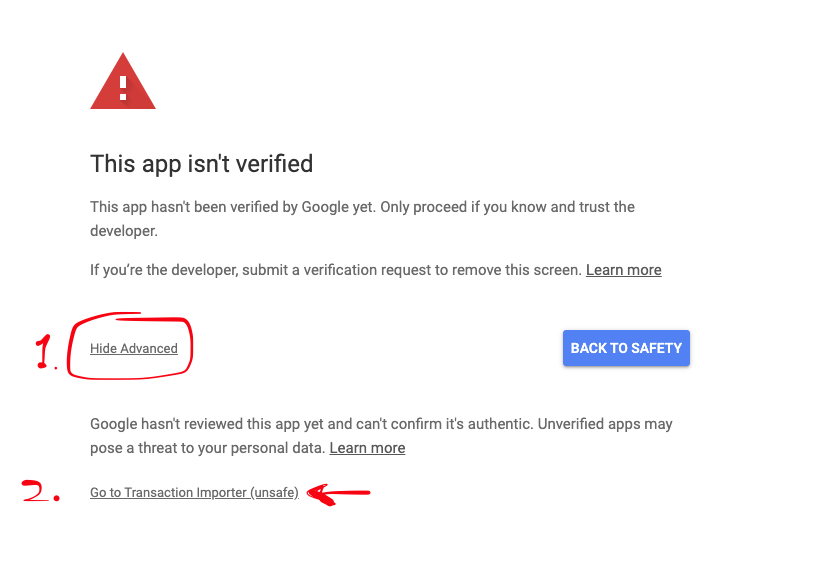 This app isn't verified
This app hasn't been verified by Google yet. Only proceed if you know and trust the
developer.
If you’re the developer, submit a verification request to remove this screen. Learn more
1. Hide Advanced
BACK TO SAFETY
Google hasn't reviewed this app yet and can't confirm it's authentic. Unverified apps may
pose a threat to your personal data. Learn more
2. Go to Transaction Importer (unsafe)